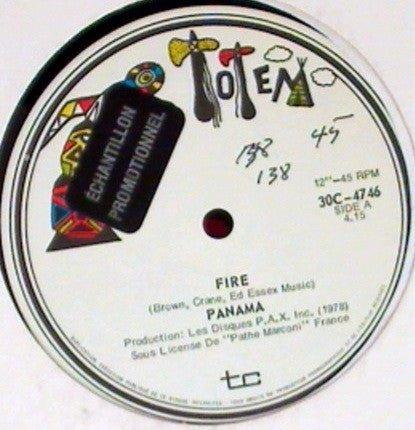 TOTEM
ÉCHANTILLON
PROMOTIONNEL
138
45
138
12"-45 RPM
30C-4746
SIDE A
4,15
FIRE
(Brown, Crane, Ed Essex Music)
PANAMA
Production: Les Disques P.A.X. Inc. (1978)
Sous License De "Pathe Marconi" France
tc